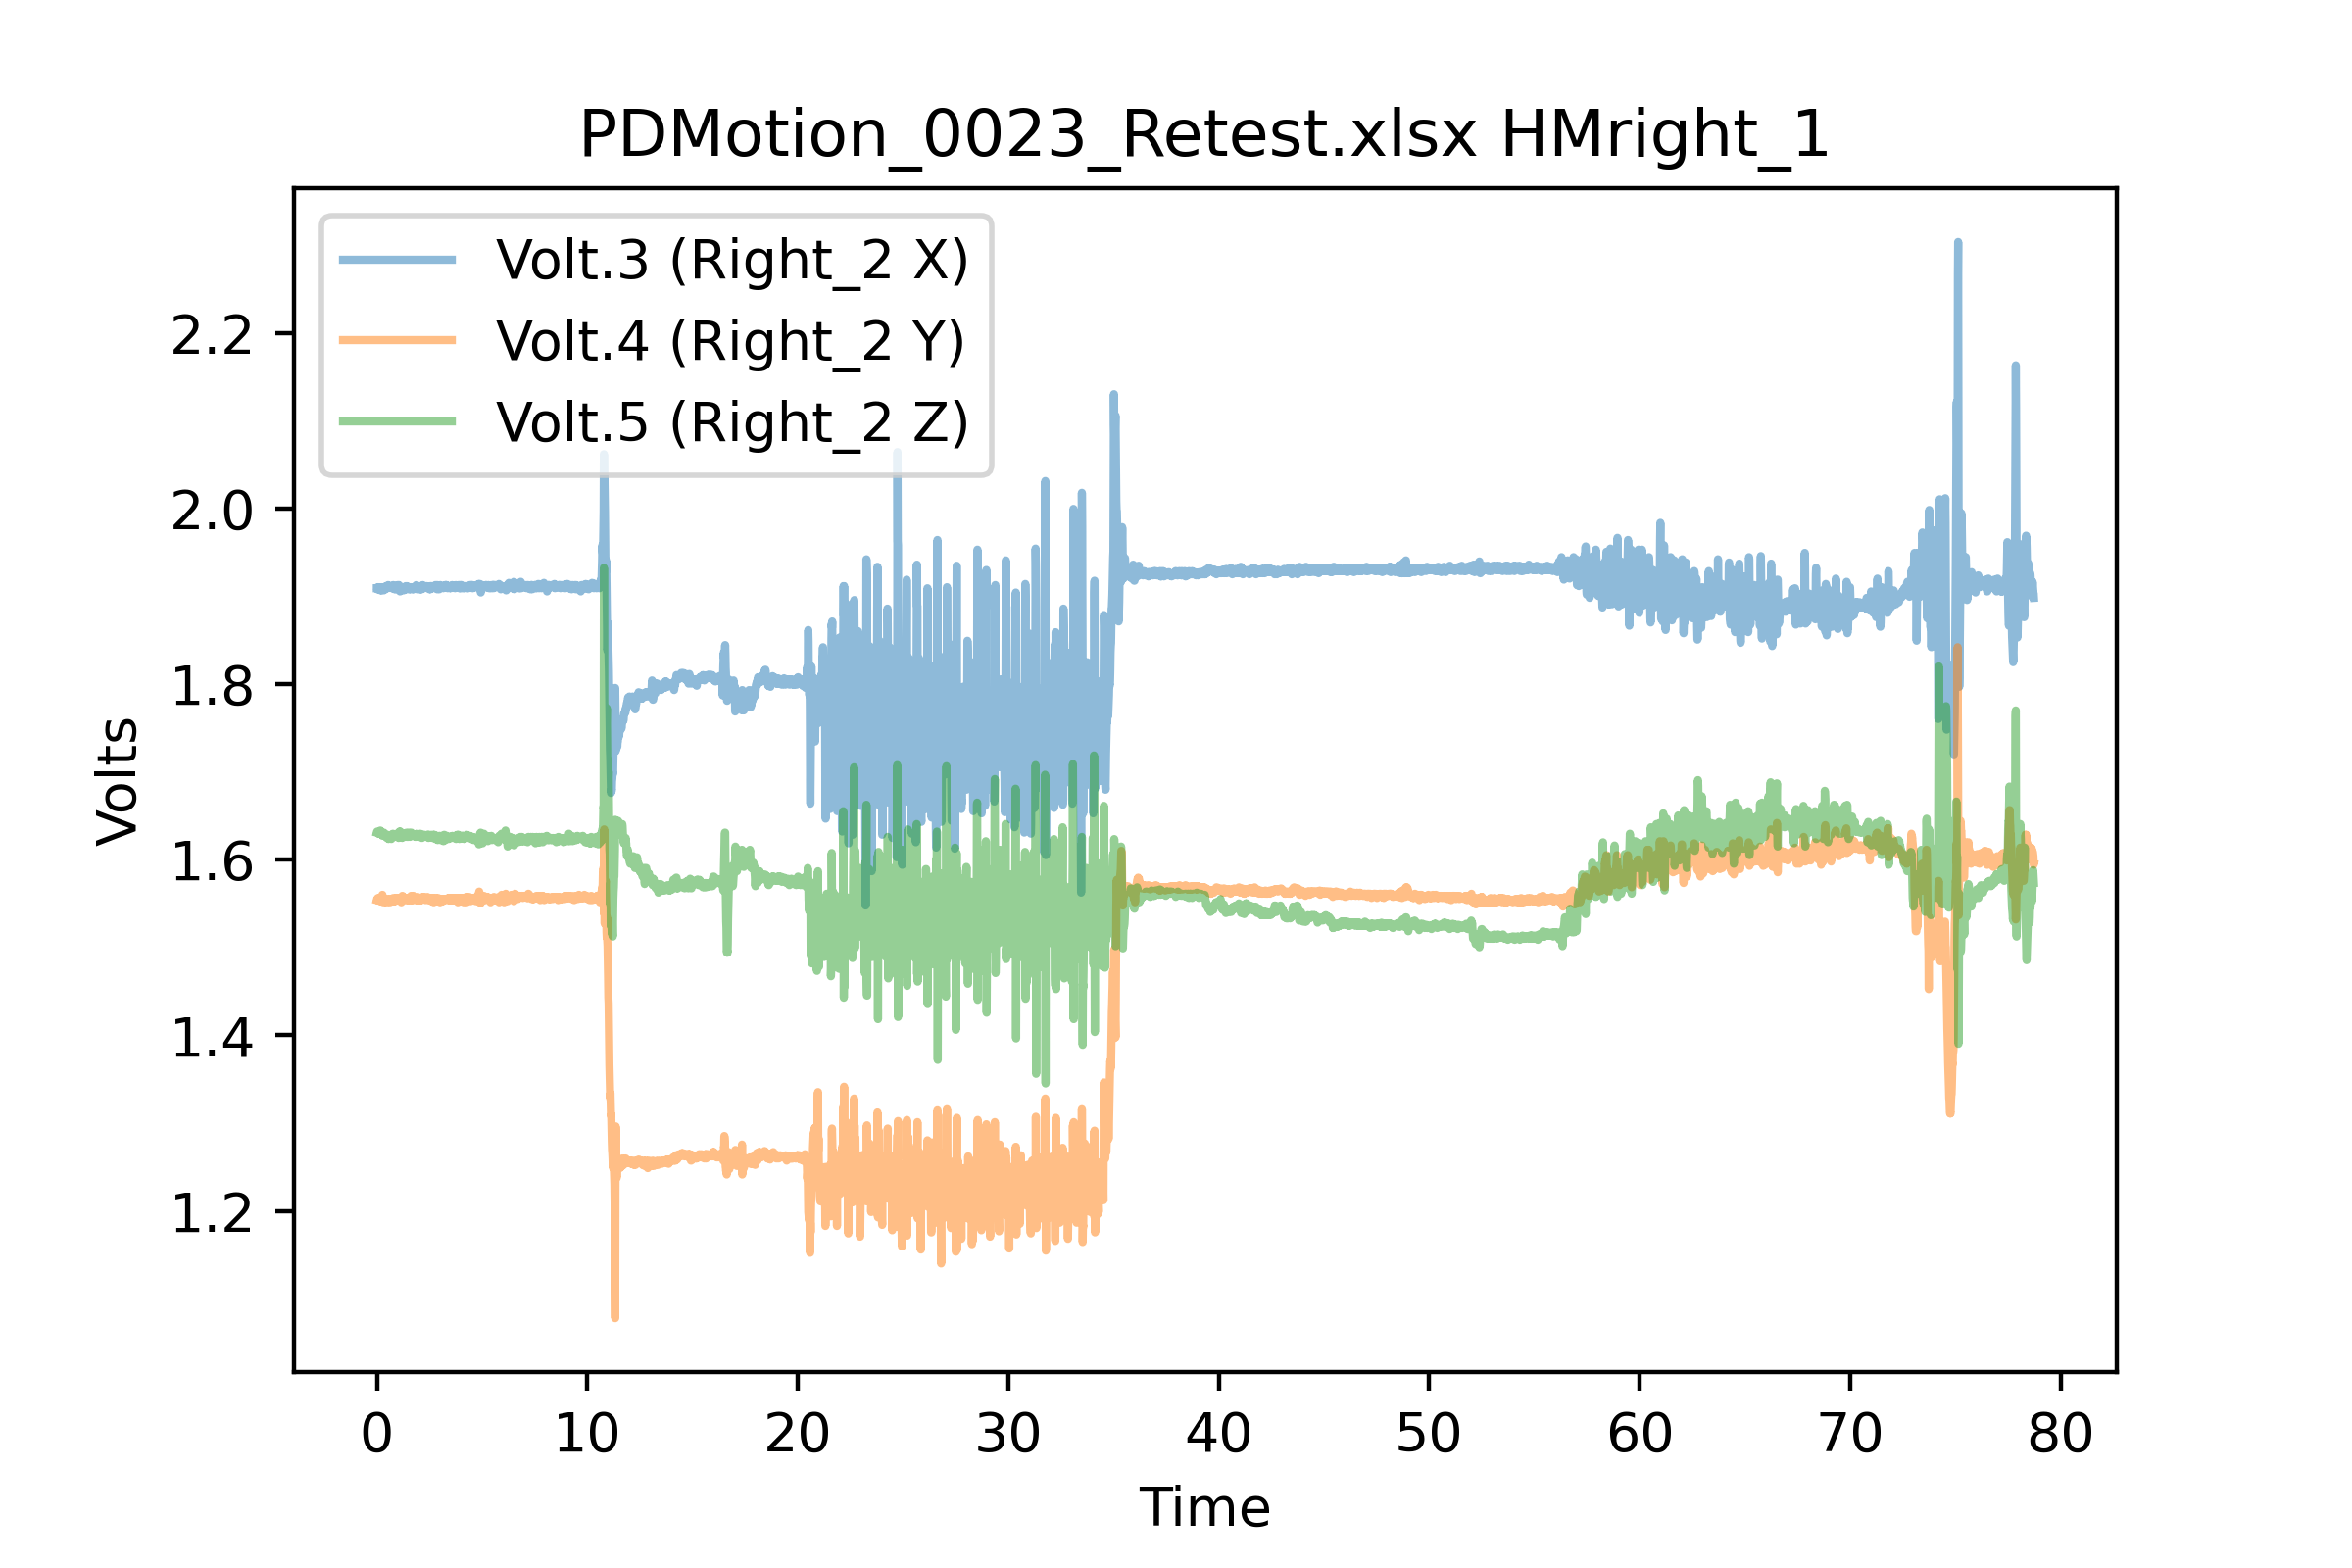 PDMotion_0023_Retest.xlsx HMright_1
Volt.3 (Right_2 X)
Volt.4 (Right_2 Y)
Volt.5 (Right_2 Z)
2.2
2.0
1.8
1.6
1.4
1.2
Volts
0 10 20 30 40 50 60 70 80
Time